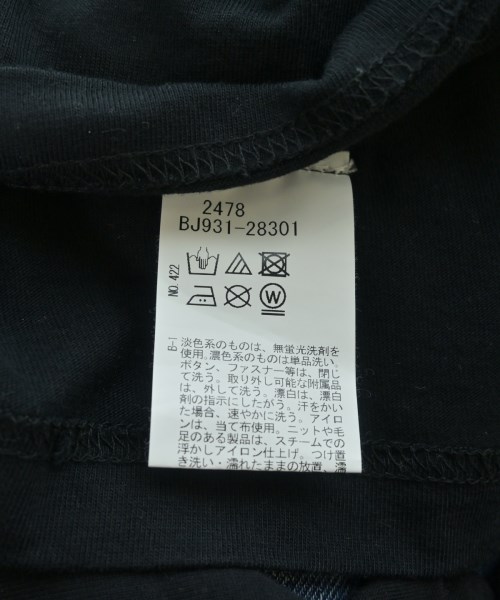 2478
BJ931-28301
NO.422
W
B-1
淡色系のものは、無蛍光洗剤を
使用。濃色系のものは単品洗い。
ボタン、ファスナー等は、閉じ
て洗う。取り外し可能な附属品
は、外して洗う。漂白は、漂白
剤の指示にしたがう。汗をかい
た場合、速やかに洗う。アイロ
ンは、当て布使用。ニットや毛
足のある製品は、スチームでの
浮かしアイロン仕上げ。つけ置
き洗い・濡れたままの放置、濡